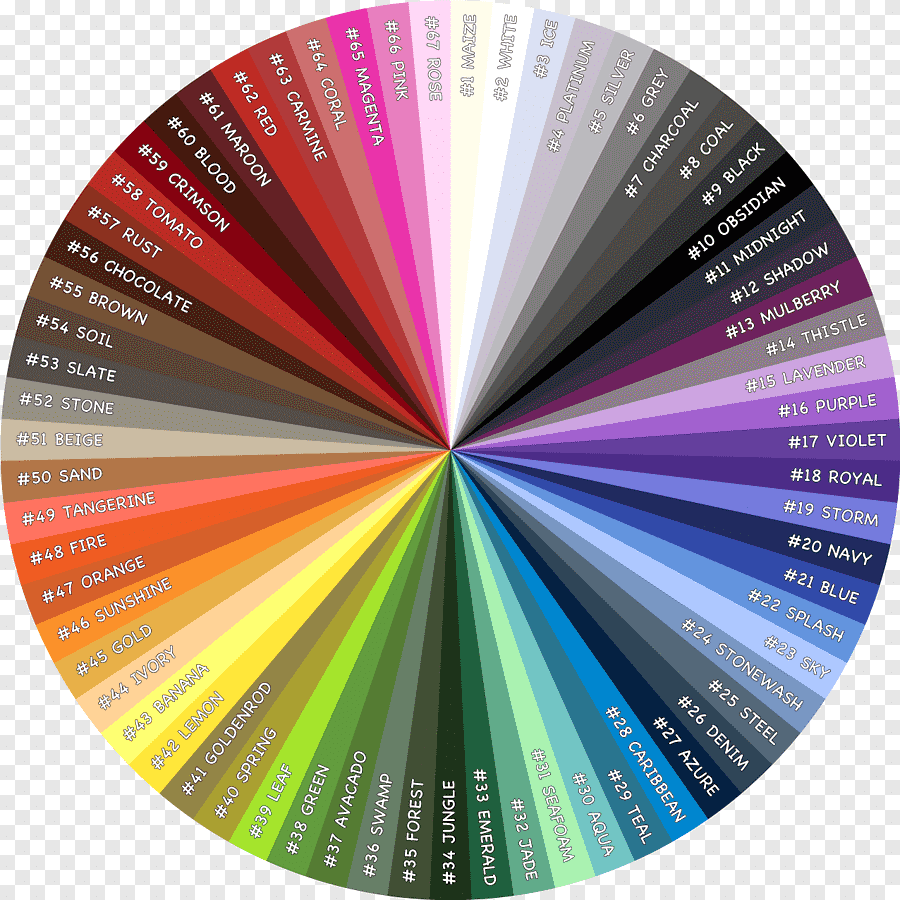 #1 MAIZE
#2 WHITE
#3 ICE
#4 PLATINUM
#5 SILVER
#6 GREY
#7 CHARCOAL
#8 COAL
#9 BLACK
#10 OBSIDIAN
#11 MIDNIGHT
#12 SHADOW
#13 MULBERRY
#14 THISTLE
#15 LAVENDER
#16 PURPLE
#17 VIOLET
#18 ROYAL
#19 STORM
#20 NAVY
#21 BLUE
#22 SPLASH
#23 SKY
#24 STONEWASH
#25 STEEL
#26 DENIM
#27 AZURE
#28 CARIBBEAN
#29 TEAL
#30 AQUA
#31 SEAFOAM
#32 JADE
#33 EMERALD
#34 JUNGLE
#35 FOREST
#36 SWAMP
#37 AVACADO
#38 GREEN
#39 LEAF
#40 SPRING
#41 GOLDENROD
#42 LEMON
#43 BANANA
#44 IVORY
#45 GOLD
#46 SUNSHINE
#47 ORANGE
#48 FIRE
#49 TANGERINE
#50 SAND
#51 BEIGE
#52 STONE
#53 SLATE
#54 SOIL
#55 BROWN
#56 CHOCOLATE
#57 RUST
#58 TOMATO
#59 CRIMSON
#60 BLOOD
#61 MAROON
#62 RED
#63 CARMINE
#64 CORAL
#65 MAGENTA
#66 PINK
#67 ROSE